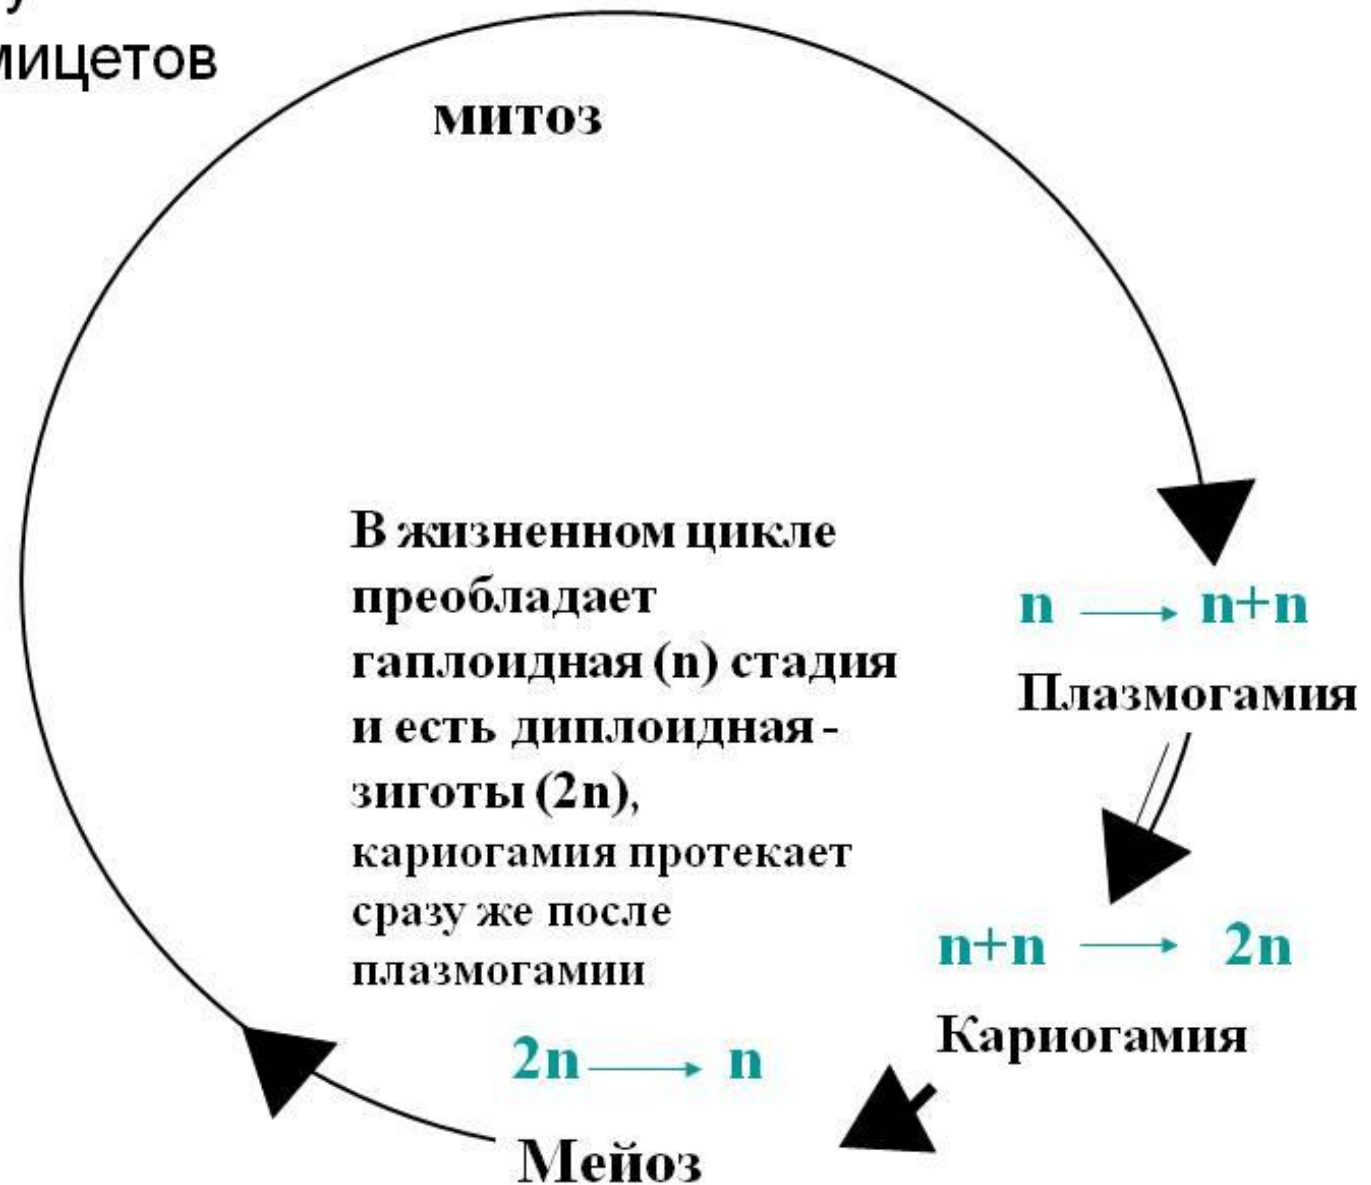 у
мицетов
митоз
В жизненном цикле
преобладает
гаплоидная (n) стадия
и есть диплоидная -
зиготы (2n),
кариогамия протекает
сразу же после
плазмогамии
n → n+n
Плазмогамия
n+n → 2n
Кариогамия
2n → n
Мейоз